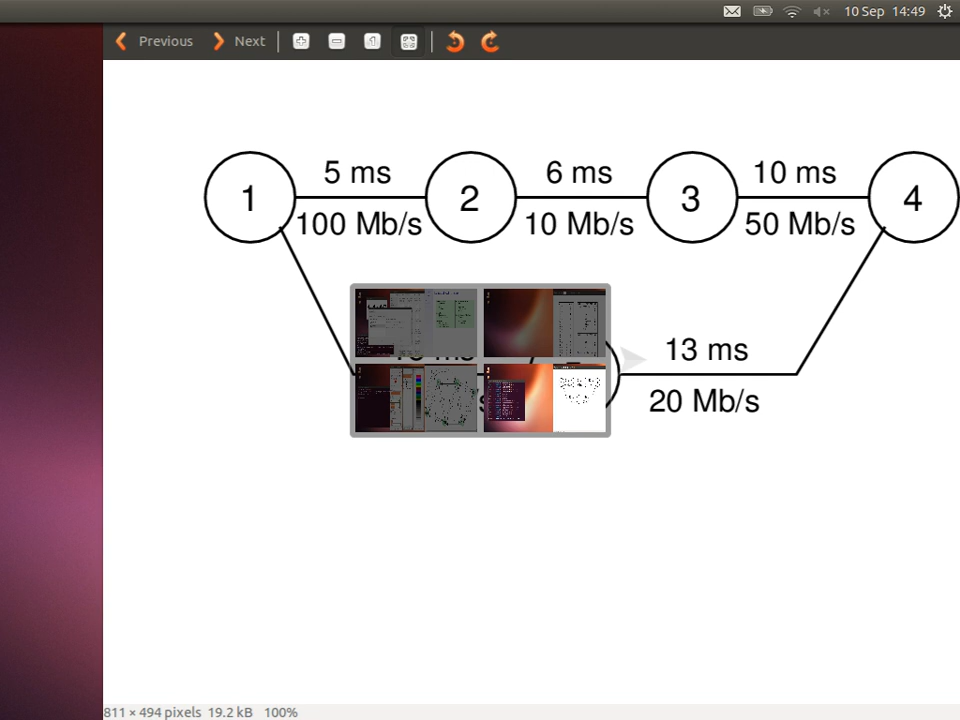 10 Sep 14:49
Previous Next
5 ms 6 ms 10 ms
1 2 3 4
100 Mb/s 10 Mb/s 50 Mb/s
13 ms
20 Mb/s
811 × 494 pixels 19.2 kB 100%